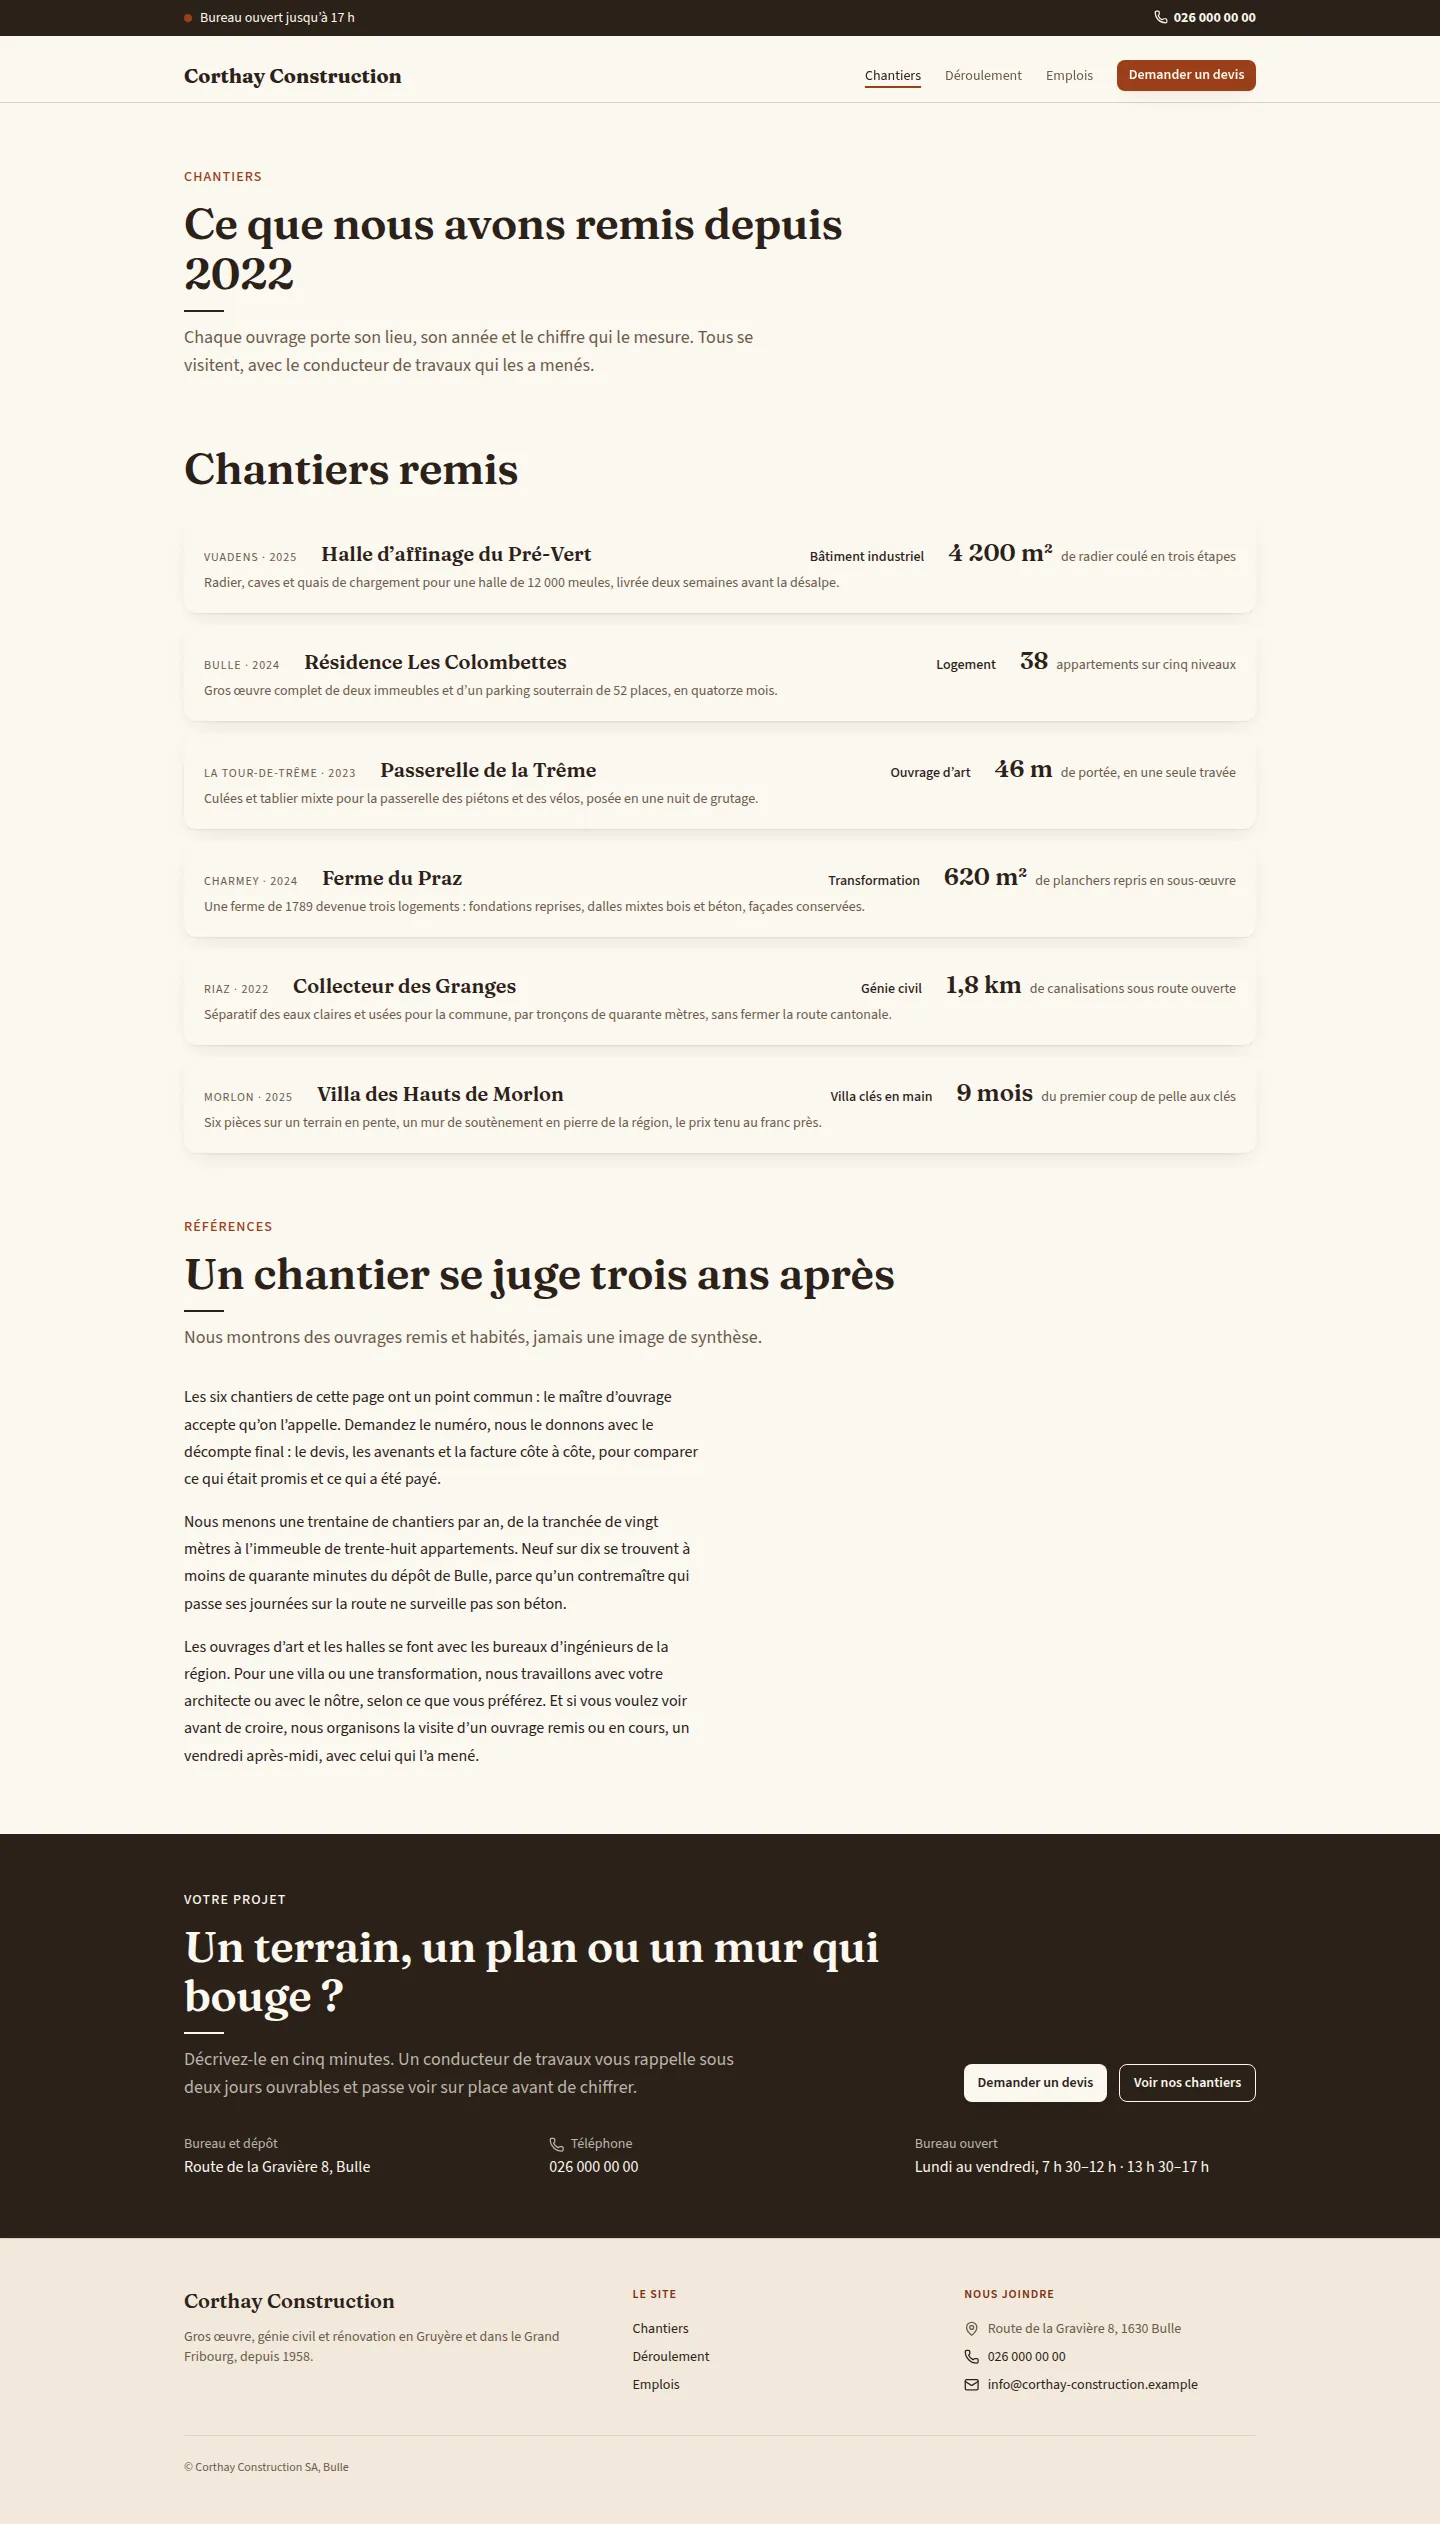 Bureau ouvert jusqu’à 17 h
026 000 00 00
Corthay Construction
Chantiers
Déroulement
Emplois
Demander un devis
CHANTIERS
Ce que nous avons remis depuis
2022
Chaque ouvrage porte son lieu, son année et le chiffre qui le mesure. Tous se
visitent, avec le conducteur de travaux qui les a menés.
Chantiers remis
VUADENS · 2025 Halle d’affinage du Pré-Vert Bâtiment industriel 4 200 m² de radier coulé en trois étapes
Radier, caves et quais de chargement pour une halle de 12 000 meules, livrée deux semaines avant la désalpe.
BULLE · 2024 Résidence Les Colombettes Logement 38 appartements sur cinq niveaux
Gros œuvre complet de deux immeubles et d’un parking souterrain de 52 places, en quatorze mois.
LA TOUR-DE-TRÊME · 2023 Passerelle de la Trême Ouvrage d’art 46 m de portée, en une seule travée
Culées et tablier mixte pour la passerelle des piétons et des vélos, posée en une nuit de grutage.
CHARMEY · 2024 Ferme du Praz Transformation 620 m² de planchers repris en sous-œuvre
Une ferme de 1789 devenue trois logements : fondations reprises, dalles mixtes bois et béton, façades conservées.
RIAZ · 2022 Collecteur des Granges Génie civil 1,8 km de canalisations sous route ouverte
Séparatif des eaux claires et usées pour la commune, par tronçons de quarante mètres, sans fermer la route cantonale.
MORLON · 2025 Villa des Hauts de Morlon Villa clés en main 9 mois du premier coup de pelle aux clés
Six pièces sur un terrain en pente, un mur de soutènement en pierre de la région, le prix tenu au franc près.
RÉFÉRENCES
Un chantier se juge trois ans après
Nous montrons des ouvrages remis et habités, jamais une image de synthèse.
Les six chantiers de cette page ont un point commun : le maître d’ouvrage
accepte qu’on l’appelle. Demandez le numéro, nous le donnons avec le
décompte final : le devis, les avenants et la facture côte à côte, pour comparer
ce qui était promis et ce qui a été payé.
Nous menons une trentaine de chantiers par an, de la tranchée de vingt
mètres à l’immeuble de trente-huit appartements. Neuf sur dix se trouvent à
moins de quarante minutes du dépôt de Bulle, parce qu’un contremaître qui
passe ses journées sur la route ne surveille pas son béton.
Les ouvrages d’art et les halles se font avec les bureaux d’ingénieurs de la
région. Pour une villa ou une transformation, nous travaillons avec votre
architecte ou avec le nôtre, selon ce que vous préférez. Et si vous voulez voir
avant de croire, nous organisons la visite d’un ouvrage remis ou en cours, un
vendredi après-midi, avec celui qui l’a mené.
VOTRE PROJET
Un terrain, un plan ou un mur qui
bouge ?
Décrivez-le en cinq minutes. Un conducteur de travaux vous rappelle sous
deux jours ouvrables et passe voir sur place avant de chiffrer.
Demander un devis
Voir nos chantiers
Bureau et dépôt
Route de la Gravière 8, Bulle
Téléphone
026 000 00 00
Bureau ouvert
Lundi au vendredi, 7 h 30–12 h · 13 h 30–17 h
Corthay Construction
Gros œuvre, génie civil et rénovation en Gruyère et dans le Grand
Fribourg, depuis 1958.
LE SITE
Chantiers
Déroulement
Emplois
NOUS JOINDRE
Route de la Gravière 8, 1630 Bulle
026 000 00 00
info@corthay-construction.example
© Corthay Construction SA, Bulle